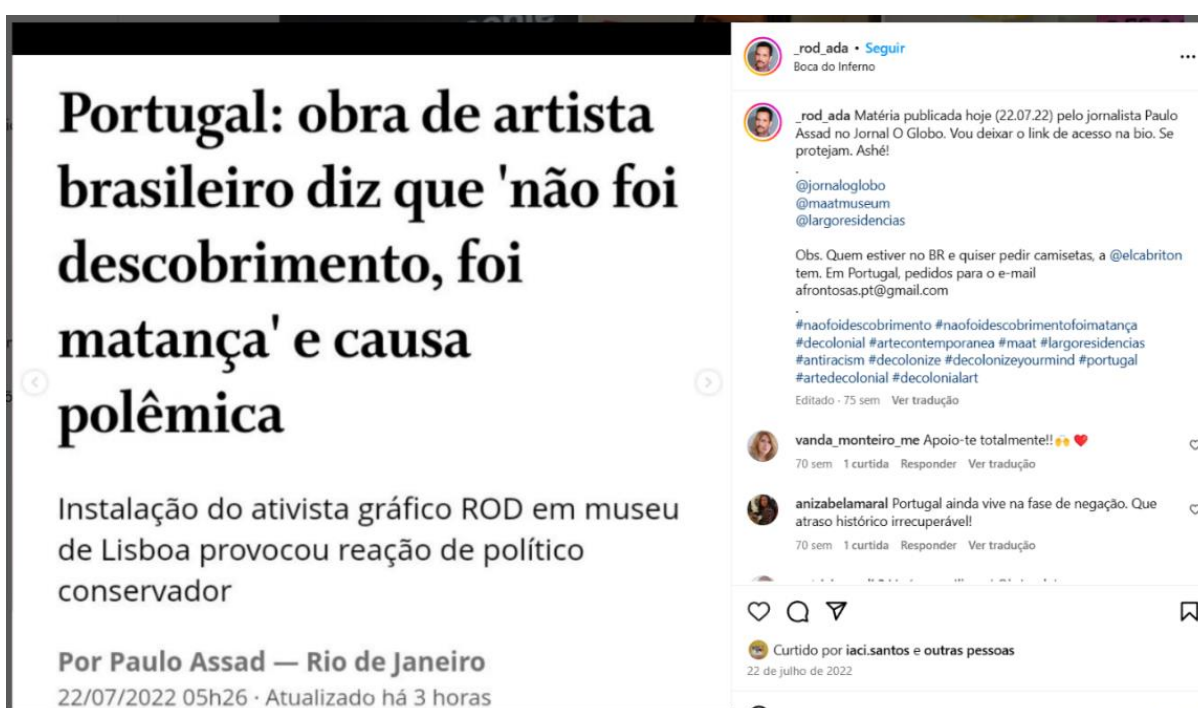 Portugal: obra de artista
brasileiro diz que 'não foi
descobrimento, foi
matança' e causa
polêmica
Instalação do ativista gráfico ROD em museu
de Lisboa provocou reação de político
conservador
Por Paulo Assad — Rio de Janeiro
22/07/2022 05h26 · Atualizado há 3 horas
_rod_ada • Seguir
Boca do Inferno
_rod_ada Matéria publicada hoje (22.07.22) pelo jornalista Paulo
Assad no Jornal O Globo. Vou deixar o link de acesso na bio. Se
protejam. Ashé!
.
@jornaloglobo
@maatmuseum
@largoresidencias
Obs. Quem estiver no BR e quiser pedir camisetas, a @elcabriton
tem. Em Portugal, pedidos para o e-mail
afrontosas.pt@gmail.com
.
#naofoidescobrimento #naofoidescobrimentofoimatança
#decolonial #artecontemporanea #maat #largoresidencias
#antiracism #decolonize #decolonizeyourmind #portugal
#artedecolonial #decolonialart
Editado · 75 sem Ver tradução
vanda_monteiro_me Apoio-te totalmente!!🙌 ❤️
70 sem 1 curtida Responder Ver tradução
anizabelamaral Portugal ainda vive na fase de negação. Que
atraso histórico irrecuperável!
70 sem 1 curtida Responder Ver tradução
Curtido por iaci.santos e outras pessoas
22 de julho de 2022